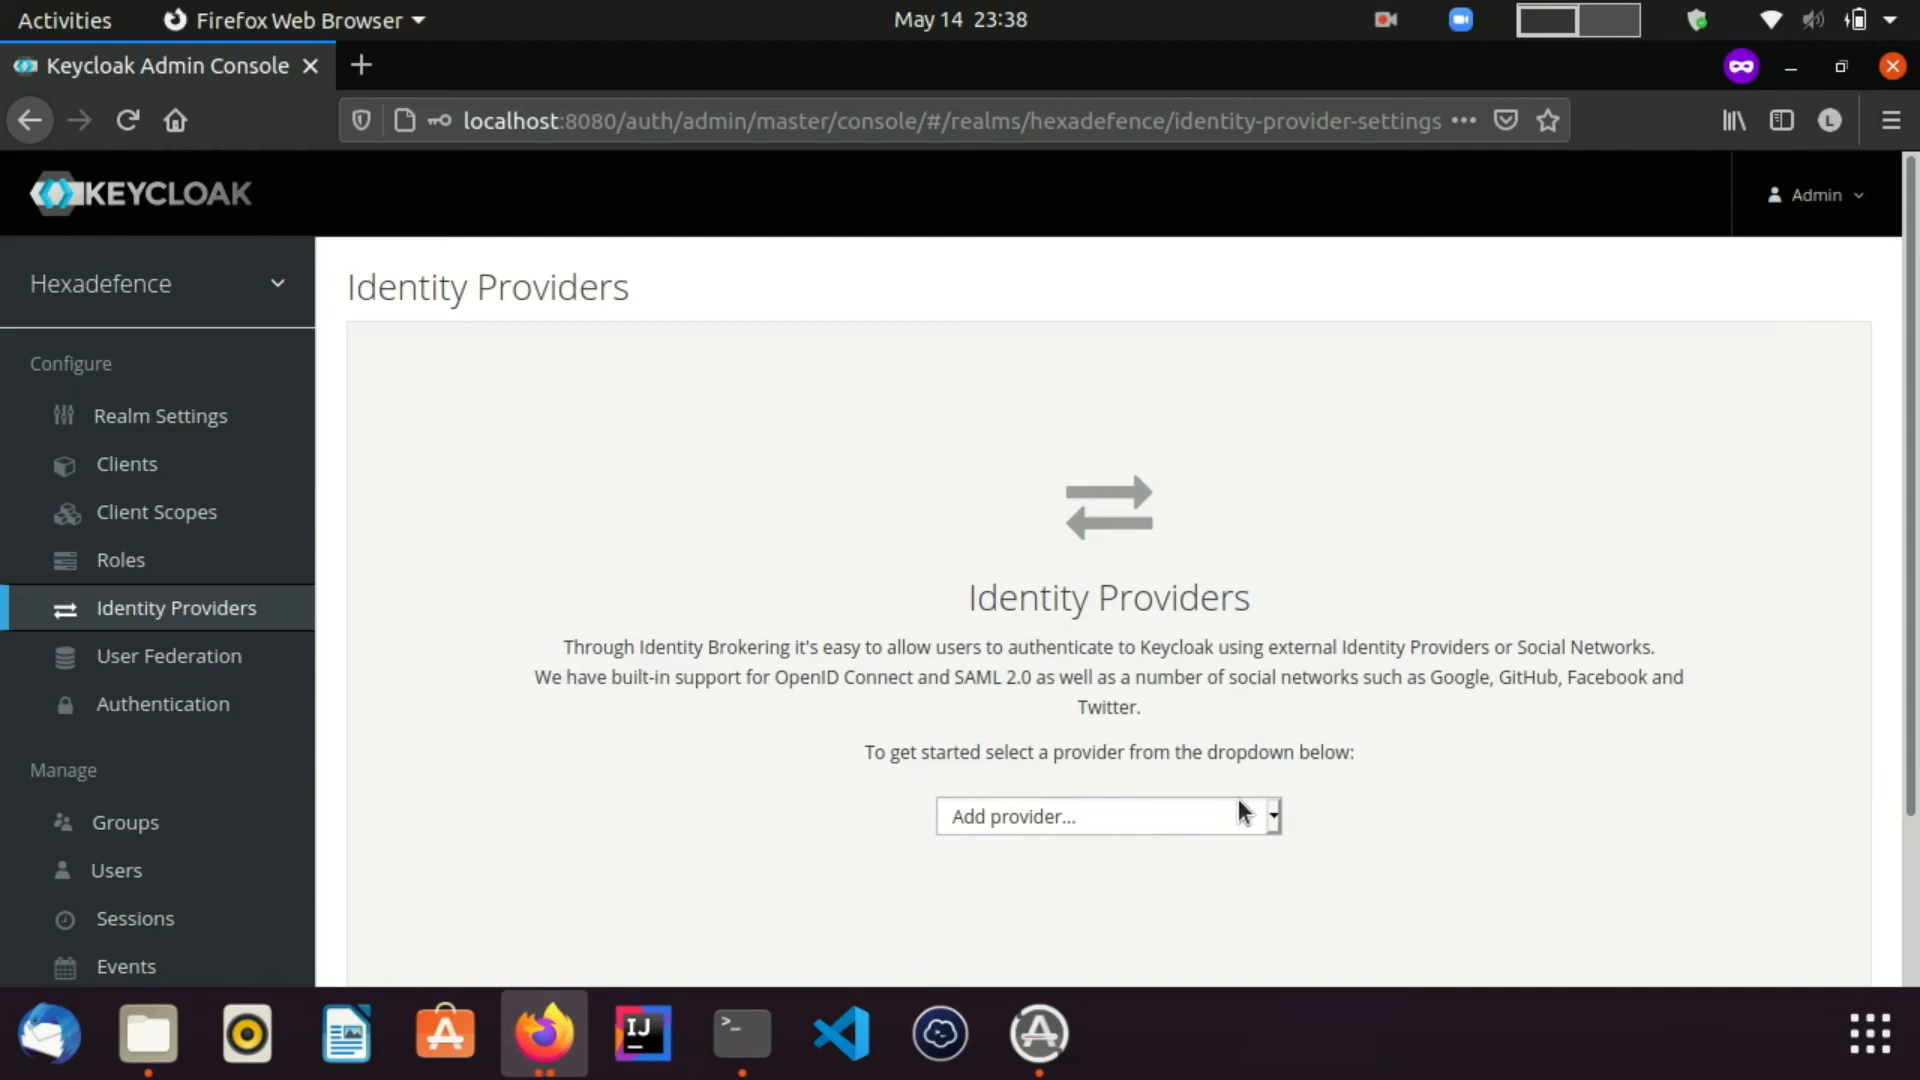 Activities
Firefox Web Browser
May 14 23:38
Keycloak Admin Console
localhost:8080/auth/admin/master/console/#/realms/hexadefence/identity-provider-settings
L
KEYCLOAK
Admin
Hexadefence
Configure
Realm Settings
Clients
Client Scopes
Roles
Identity Providers
User Federation
Authentication
Manage
Groups
Users
Sessions
Events
Identity Providers
Identity Providers
Through Identity Brokering it's easy to allow users to authenticate to Keycloak using external Identity Providers or Social Networks.
We have built-in support for OpenID Connect and SAML 2.0 as well as a number of social networks such as Google, GitHub, Facebook and
Twitter.
To get started select a provider from the dropdown below:
Add provider...
IJ
>_